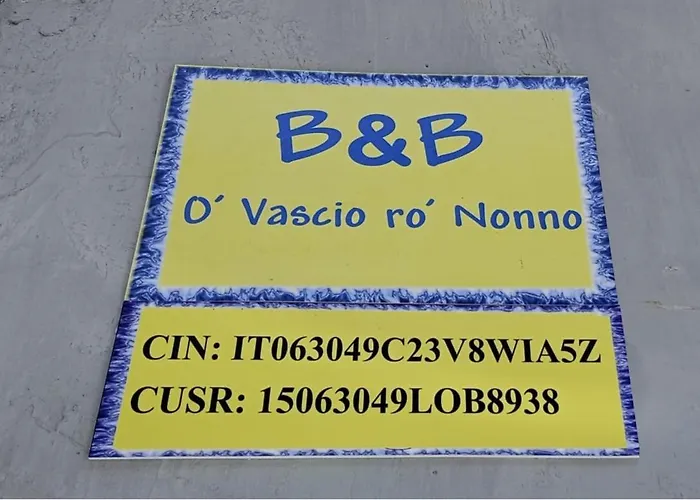 B&B
O´ Vascio ro´ Nonno
CIN: IT063049C23V8WIA5Z
CUSR: 15063049LOB8938